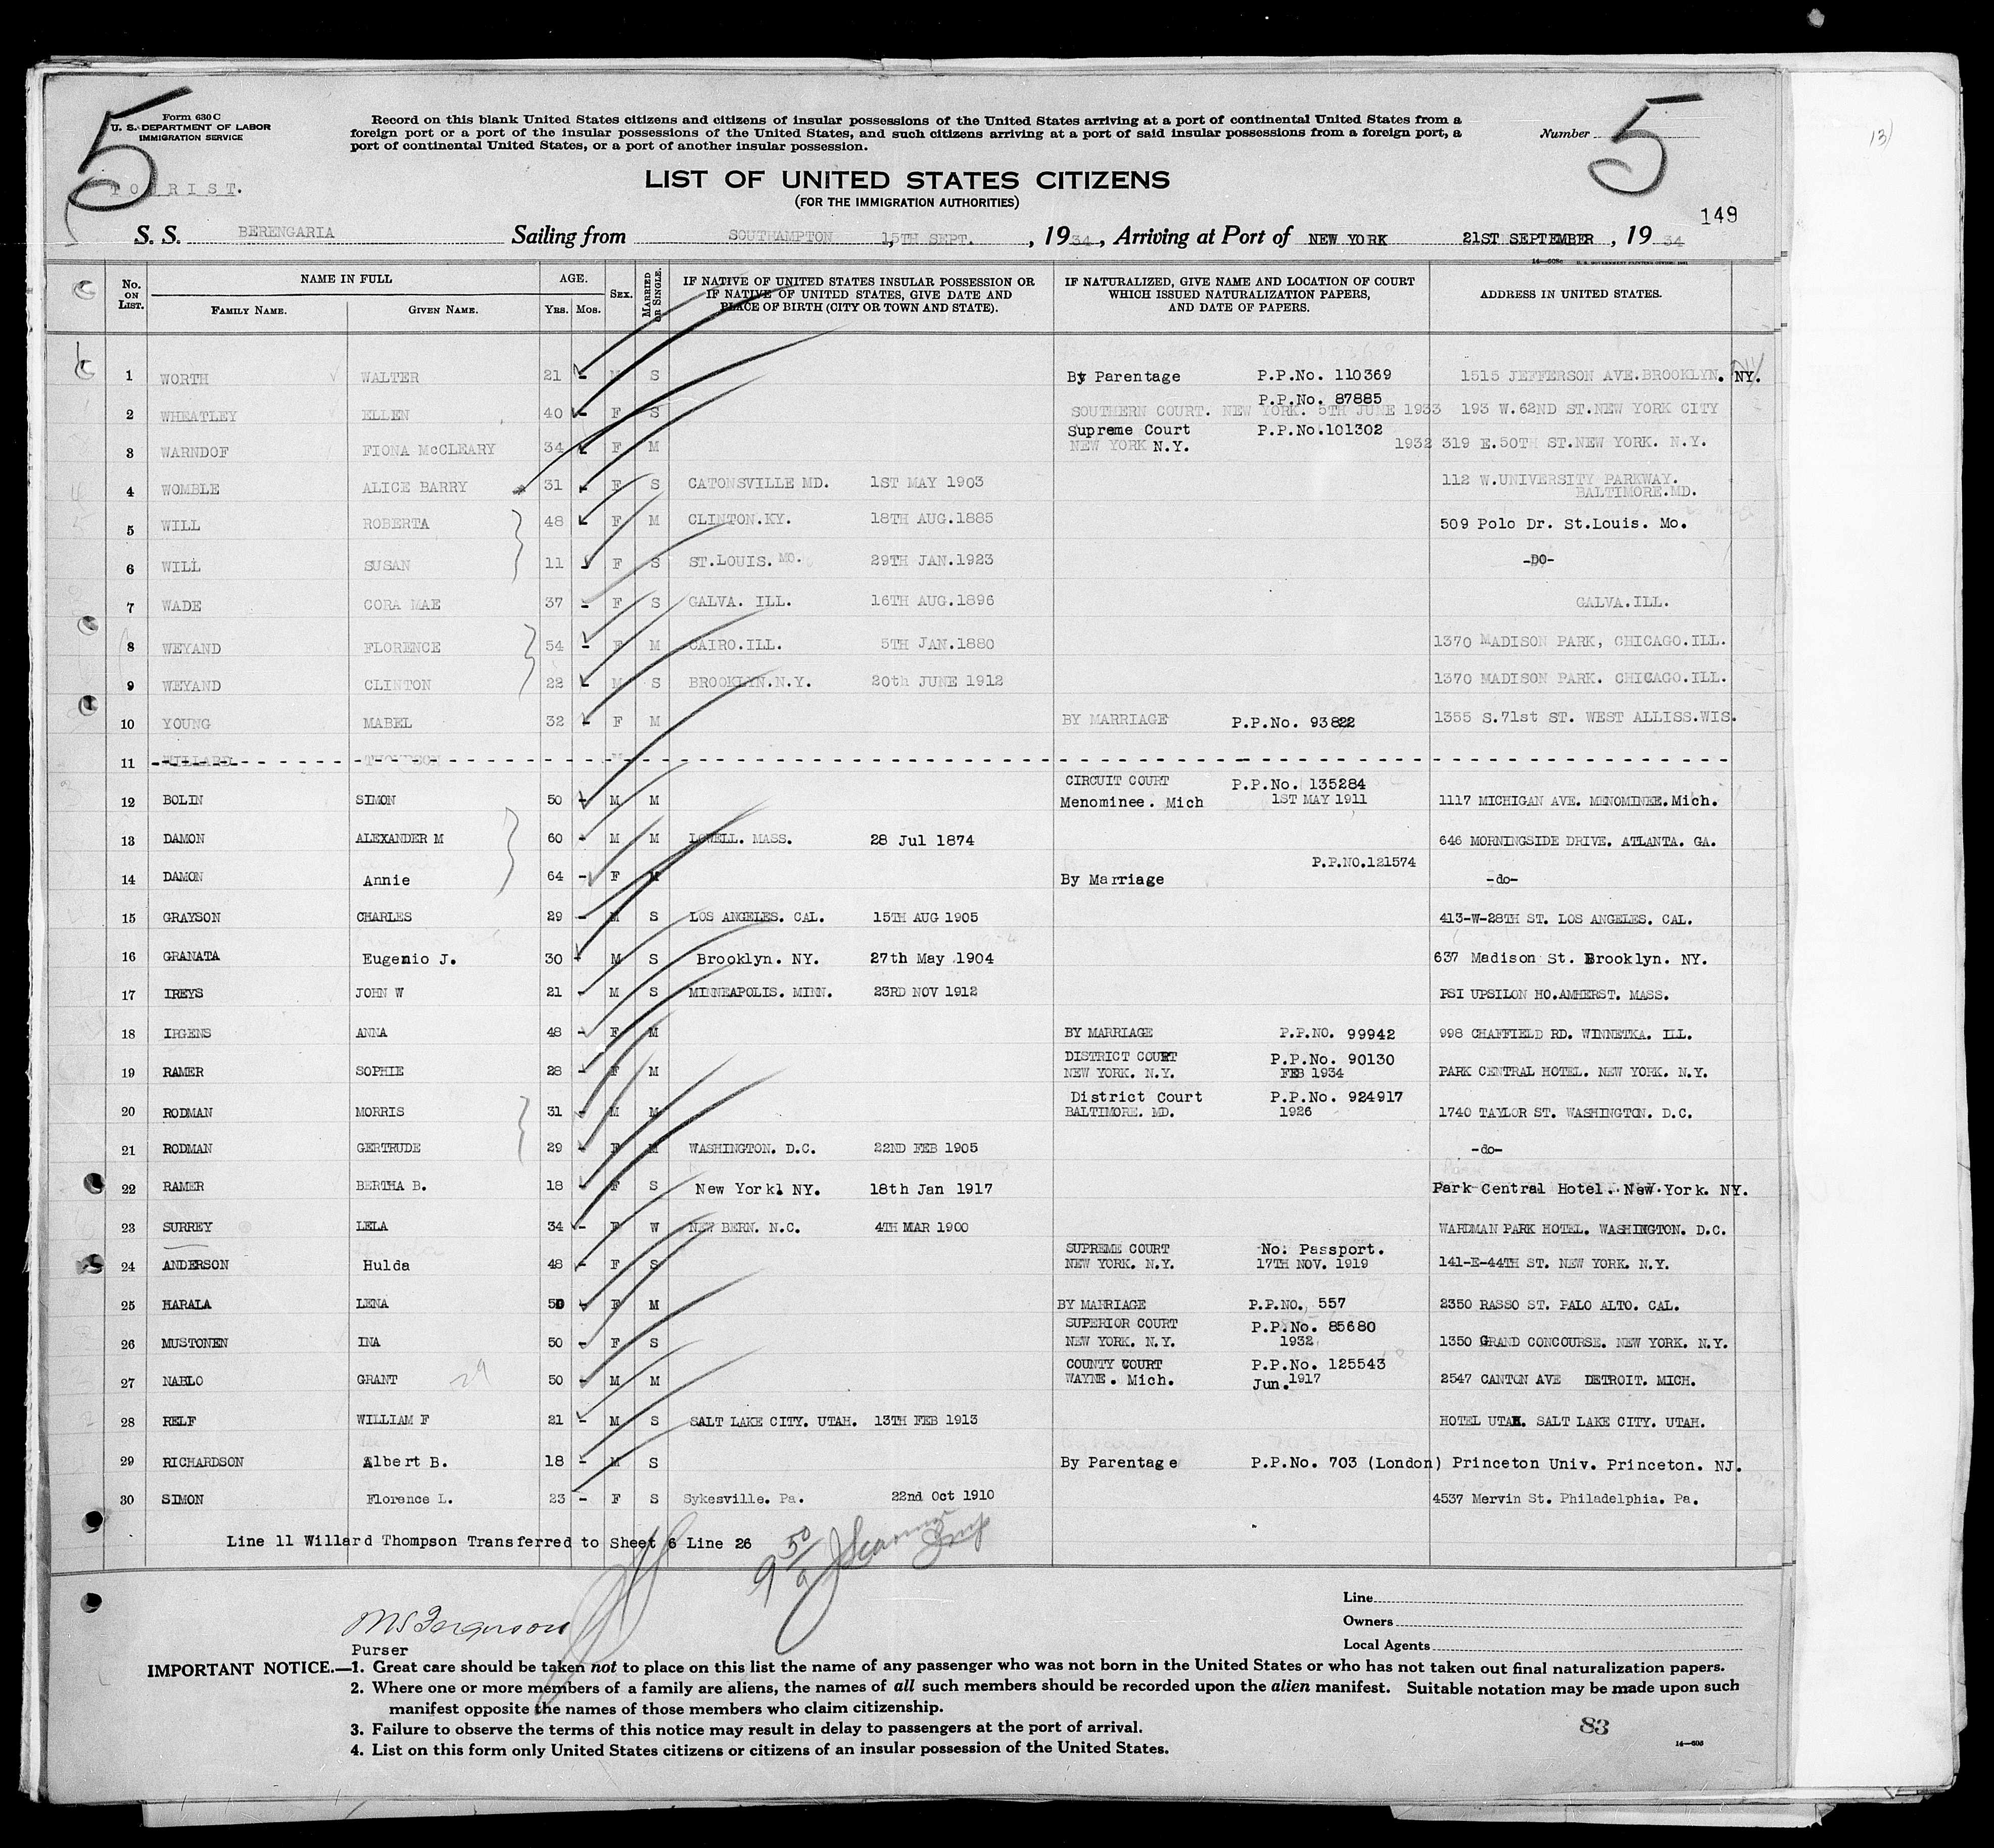 5
Form 630 C
U. S. DEPARTMENT OF LABOR
IMMIGRATION SERVICE
Record on this blank United States citizens and citizens of insular possessions of the United States arriving at a port of continental United States from a
foreign port or a port of the insular possessions of the United States, and such citizens arriving at a port of said insular possessions from a foreign port, a
port of continental United States, or a port of another insular possession.
Number 5
13)
TOURIST.
LIST OF UNITED STATES CITIZENS
(FOR THE IMMIGRATION AUTHORITIES)
149
S. S. BERENGARIA Sailing from SOUTHAMPTON 15TH SEPT. , 1934, Arriving at Port of NEW YORK 21ST SEPTEMBER , 19 34
No. ON LIST. NAME IN FULL FAMILY NAME. GIVEN NAME. AGE. YRS. MOS. SEX. MARRIED OR SINGLE. IF NATIVE OF UNITED STATES INSULAR POSSESSION OR IF NATIVE OF UNITED STATES, GIVE DATE AND PLACE OF BIRTH (CITY OR TOWN AND STATE). IF NATURALIZED, GIVE NAME AND LOCATION OF COURT WHICH ISSUED NATURALIZATION PAPERS, AND DATE OF PAPERS. ADDRESS IN UNITED STATES.
1 WORTH WALTER 21 - M S By Parentage P.P.No. 110369 1515 JEFFERSON AVE.BROOKLYN. NY.
P.P.No. 87885
2 WHEATLEY ELLEN 40 - F S SOUTHERN COURT. NEW YORK. 5TH JUNE 1933 193 W.62ND ST.NEW YORK CITY
Supreme Court P.P.No.101302
3 WARNDOF FIONA McCLEARY 34 - F M NEW YORK N.Y. 1932 319 E.50TH ST.NEW YORK. N.Y.
4 WOMBLE ALICE BARRY 31 - F S CATONSVILLE MD. 1ST MAY 1903 112 W.UNIVERSITY PARKWAY.
BALTIMORE.MD.
5 WILL ROBERTA 48 - F M CLINTON.KY. 18TH AUG.1885 509 Polo Dr. St.Louis. Mo.
6 WILL SUSAN 11 - F S ST.LOUIS. MO. 29TH JAN.1923 -DO-
7 WADE CORA MAE 37 - F S GALVA. ILL. 16TH AUG.1896 GALVA.ILL.
8 WEYAND FLORENCE 54 - F M CAIRO.ILL. 5TH JAN.1880 1370 MADISON PARK, CHICAGO.ILL.
9 WEYAND CLINTON 22 - M S BROOKLYN.N.Y. 20th JUNE 1912 1370 MADISON PARK. CHICAGO.ILL.
10 YOUNG MABEL 32 - F M BY MARRIAGE P.P.No. 93822 1355 S.71st ST. WEST ALLISS.WIS.
11 WILLARD THOMPSON M
CIRCUIT COURT P.P.No. 135284
12 BOLIN SIMON 50 - M M Menominee. Mich 1ST MAY 1911 1117 MICHIGAN AVE. MENOMINEE.Mich.
13 DAMON ALEXANDER M 60 - M M LOWELL. MASS. 28 Jul 1874 646 MORNINGSIDE DRIVE. ATLANTA. GA.
P.P.NO.121574
14 DAMON Annie 64 - F M By Marriage -do-
15 GRAYSON CHARLES 29 - M S LOS ANGELES. CAL. 15TH AUG 1905 413-W-28TH ST. LOS ANGELES. CAL.
16 GRANATA Eugenio J. 30 - M S Brooklyn. NY. 27th May 1904 637 Madison St. Brooklyn. NY.
17 IREYS JOHN W 21 - M S MINNEAPOLIS. MINN. 23RD NOV 1912 PSI UPSILON HO.AMHERST. MASS.
18 IRGENS ANNA 48 - F M BY MARRIAGE P.P.NO. 99942 998 CHAFFIELD RD. WINNETKA. ILL.
DISTRICT COURT P.P.No. 90130
19 RAMER SOPHIE 28 - F M NEW YORK. N.Y. FEB 1934 PARK CENTRAL HOTEL. NEW YORK. N.Y.
District Court P.P.No. 924917
20 RODMAN MORRIS 31 - M M BALTIMORE. MD. 1926 1740 TAYLOR ST. WASHINGTON. D.C.
21 RODMAN GERTRUDE 29 - F M WASHINGTON. D.C. 22ND FEB 1905 -do-
22 RAMER BERTHA B. 18 - F S New York. NY. 18th Jan 1917 Park Central Hotel. New York. NY.
23 SURREY LELA 34 - F W NEW BERN. N.C. 4TH MAR 1900 WARDMAN PARK HOTEL. WASHINGTON. D.C.
SUPREME COURT No. Passport.
24 ANDERSON Hulda 48 - F S NEW YORK. N.Y. 17TH NOV. 1919 141-E-44TH ST. NEW YORK. N.Y.
25 HARALA LENA 50 - F M BY MARRIAGE P.P.NO. 557 2350 RASSO ST. PALO ALTO. CAL.
SUPERIOR COURT P.P.No. 85680
26 MUSTONEN INA 50 - F S NEW YORK. N.Y. 1932 1350 GRAND CONCOURSE. NEW YORK. N.Y.
COUNTY COURT P.P.No. 125543
27 NABLO GRANT 29 50 - M M WAYNE. Mich. Jun.1917 2547 CANTON AVE DETROIT. MICH.
28 RELF WILLIAM F 21 - M S SALT LAKE CITY. UTAH. 13TH FEB 1913 HOTEL UTAH. SALT LAKE CITY. UTAH.
29 RICHARDSON Albert B. 18 - M S By Parentage P.P.No. 703 (London) Princeton Univ. Princeton. NJ.
30 SIMON Florence L. 23 - F S Sykesville. Pa. 22nd Oct 1910 4537 Mervin St. Philadelphia. Pa.
Line 11 Willard Thompson Transferred to Sheet 6 Line 26
9 50/a
Line
Owners
Local Agents
MS Ferguson
Purser
IMPORTANT NOTICE.—1. Great care should be taken not to place on this list the name of any passenger who was not born in the United States or who has not taken out final naturalization papers.
2. Where one or more members of a family are aliens, the names of all such members should be recorded upon the alien manifest. Suitable notation may be made upon such
manifest opposite the names of those members who claim citizenship.
3. Failure to observe the terms of this notice may result in delay to passengers at the port of arrival.
4. List on this form only United States citizens or citizens of an insular possession of the United States.
83
14—608